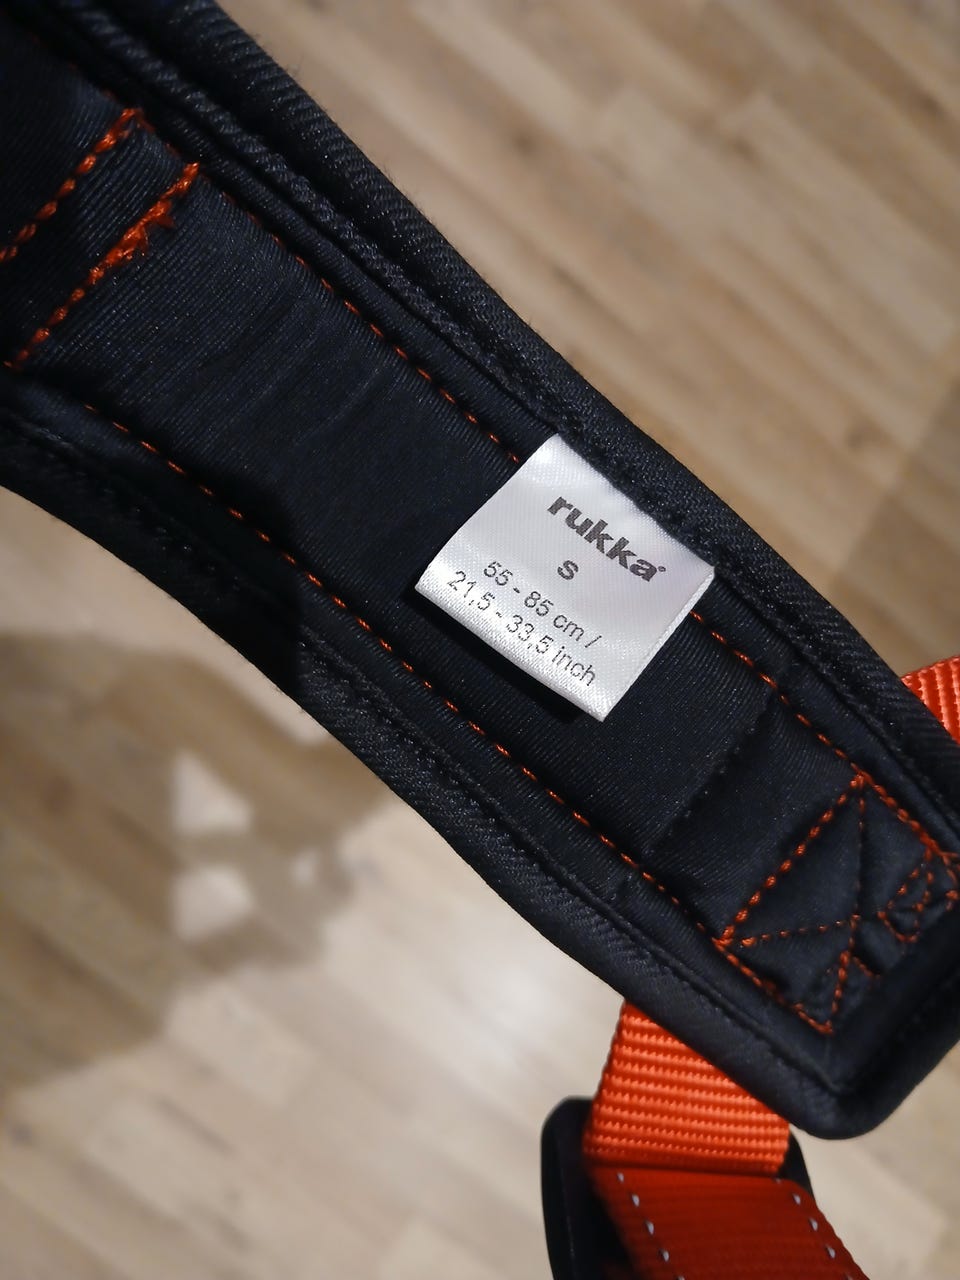 rukka
S
55 - 85 cm /
21,5 - 33,5 inch